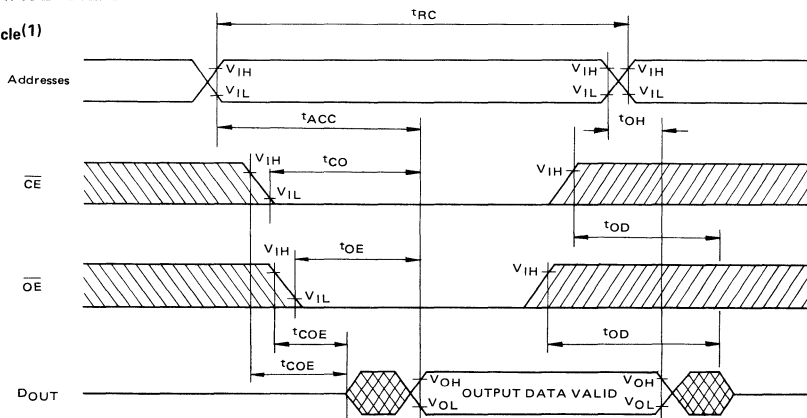 cle(1)
tRC
Addresses
VIH
VIL
VIH
VIL
VIH
VIL
tACC
tOH
CE
VIH
VIL
tCO
VIH
tOD
OE
VIH
VIL
tOE
VIH
tCOE
tOD
tCOE
DOUT
VOH
VOL
OUTPUT DATA VALID
VOH
VOL